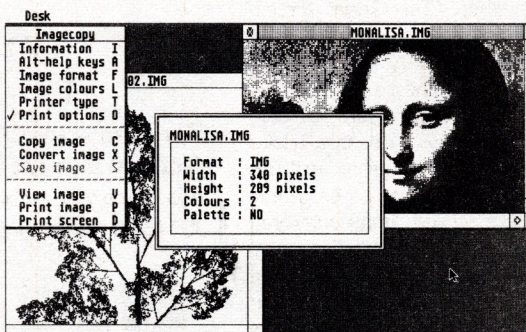 Desk
Imagecopy
Information I
Alt-help keys A
Image format F
Image colours L
Printer type T
✓ Print options O
Copy image C
Convert image X
Save image S
View image V
Print image P
Print screen D
02.IMG
MONALISA.IMG
MONALISA.IMG
Format : IMG
Width : 340 pixels
Height : 209 pixels
Colours : 2
Palette : NO